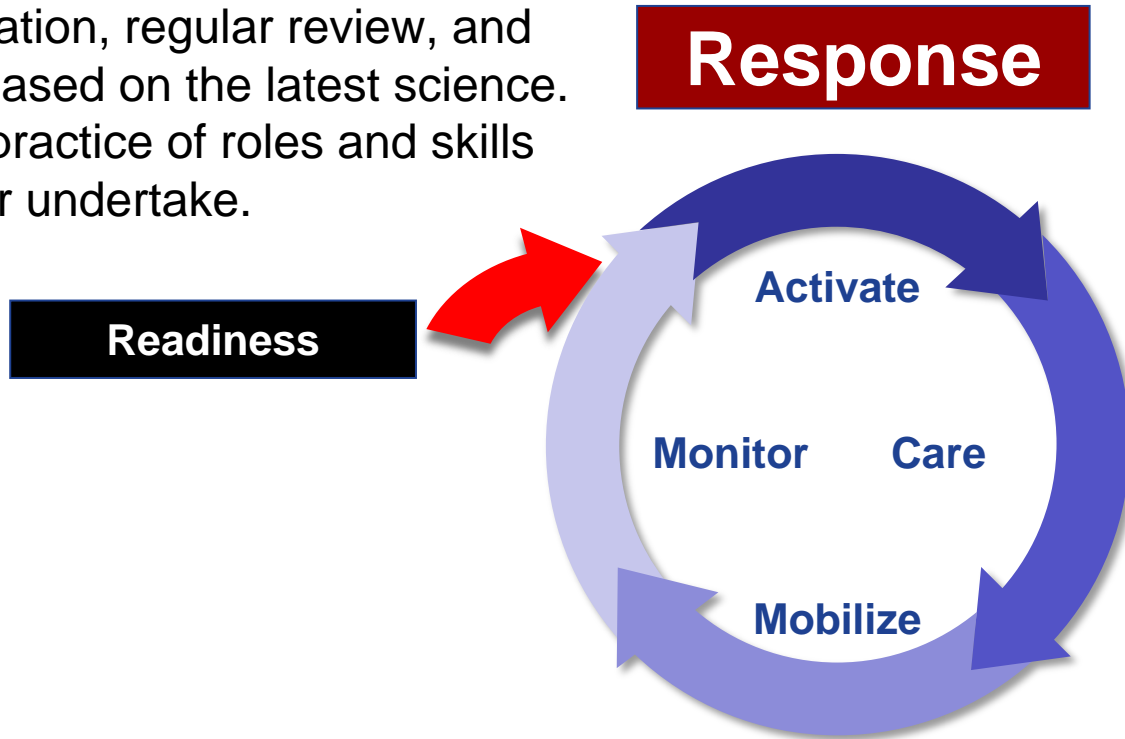 ation, regular review, and
ased on the latest science.
practice of roles and skills
r undertake.
Response
Readiness
Activate
Monitor Care
Mobilize